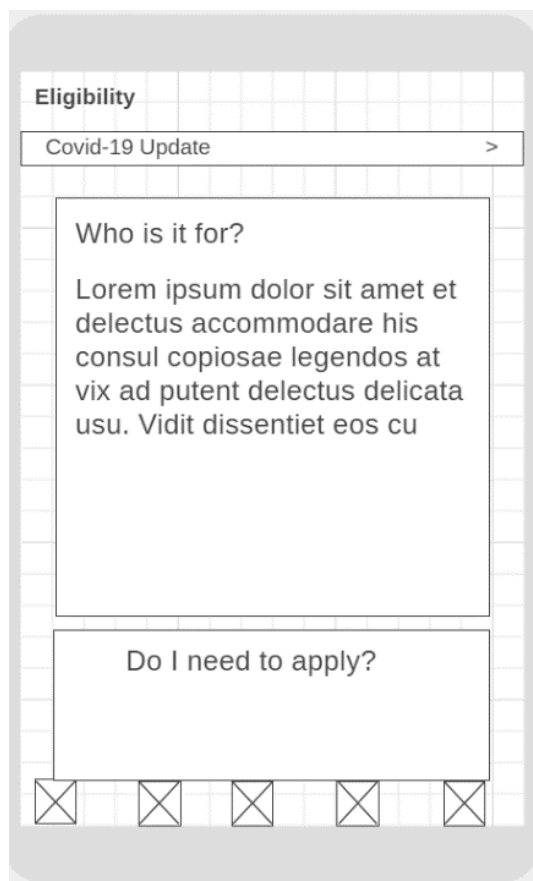 Eligibility
Covid-19 Update >
Who is it for?
Lorem ipsum dolor sit amet et
delectus accommodare his
consul copiosae legendos at
vix ad putent delectus delicata
usu. Vidit dissentiet eos cu
Do I need to apply?